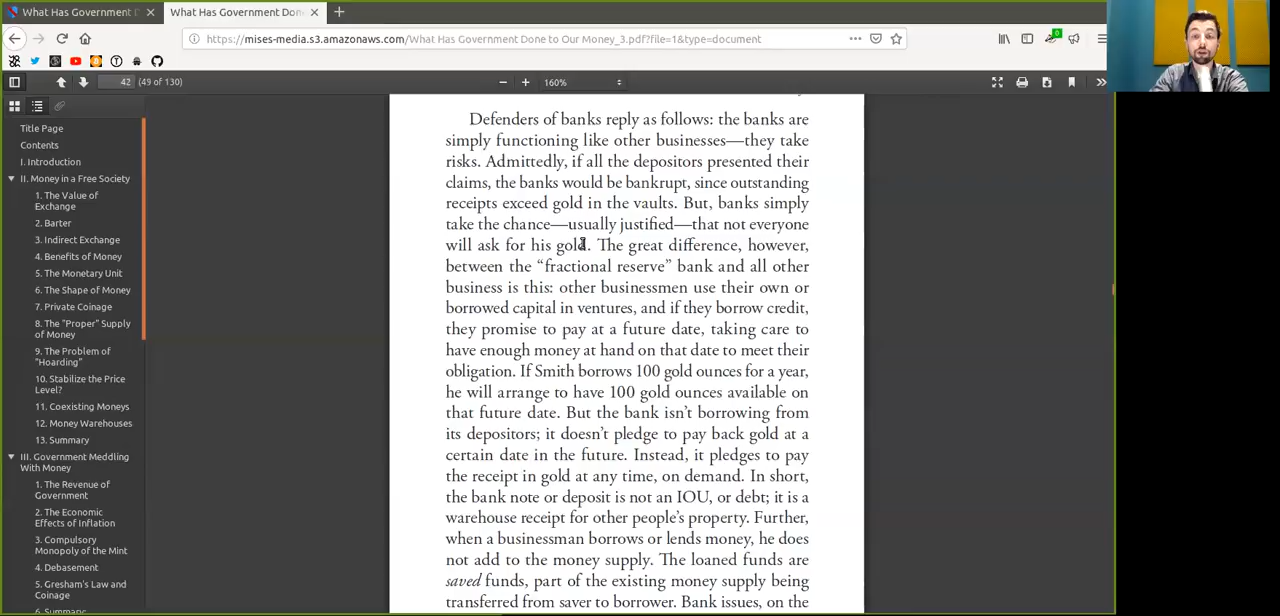 What Has Government D
What Has Government Don
https://mises-media.s3.amazonaws.com/What Has Government Done to Our Money_3.pdf?file=1&type=document
0
42 (49 of 130)
160%
Title Page
Contents
I. Introduction
II. Money in a Free Society
1. The Value of
Exchange
2. Barter
3. Indirect Exchange
4. Benefits of Money
5. The Monetary Unit
6. The Shape of Money
7. Private Coinage
8. The "Proper" Supply
of Money
9. The Problem of
"Hoarding"
10. Stabilize the Price
Level?
11. Coexisting Moneys
12. Money Warehouses
13. Summary
III. Government Meddling
With Money
1. The Revenue of
Government
2. The Economic
Effects of Inflation
3. Compulsory
Monopoly of the Mint
4. Debasement
5. Gresham's Law and
Coinage
6. Summary
Defenders of banks reply as follows: the banks are
simply functioning like other businesses—they take
risks. Admittedly, if all the depositors presented their
claims, the banks would be bankrupt, since outstanding
receipts exceed gold in the vaults. But, banks simply
take the chance—usually justified—that not everyone
will ask for his gold. The great difference, however,
between the “fractional reserve” bank and all other
business is this: other businessmen use their own or
borrowed capital in ventures, and if they borrow credit,
they promise to pay at a future date, taking care to
have enough money at hand on that date to meet their
obligation. If Smith borrows 100 gold ounces for a year,
he will arrange to have 100 gold ounces available on
that future date. But the bank isn’t borrowing from
its depositors; it doesn’t pledge to pay back gold at a
certain date in the future. Instead, it pledges to pay
the receipt in gold at any time, on demand. In short,
the bank note or deposit is not an IOU, or debt; it is a
warehouse receipt for other people’s property. Further,
when a businessman borrows or lends money, he does
not add to the money supply. The loaned funds are
saved funds, part of the existing money supply being
transferred from saver to borrower. Bank issues, on the